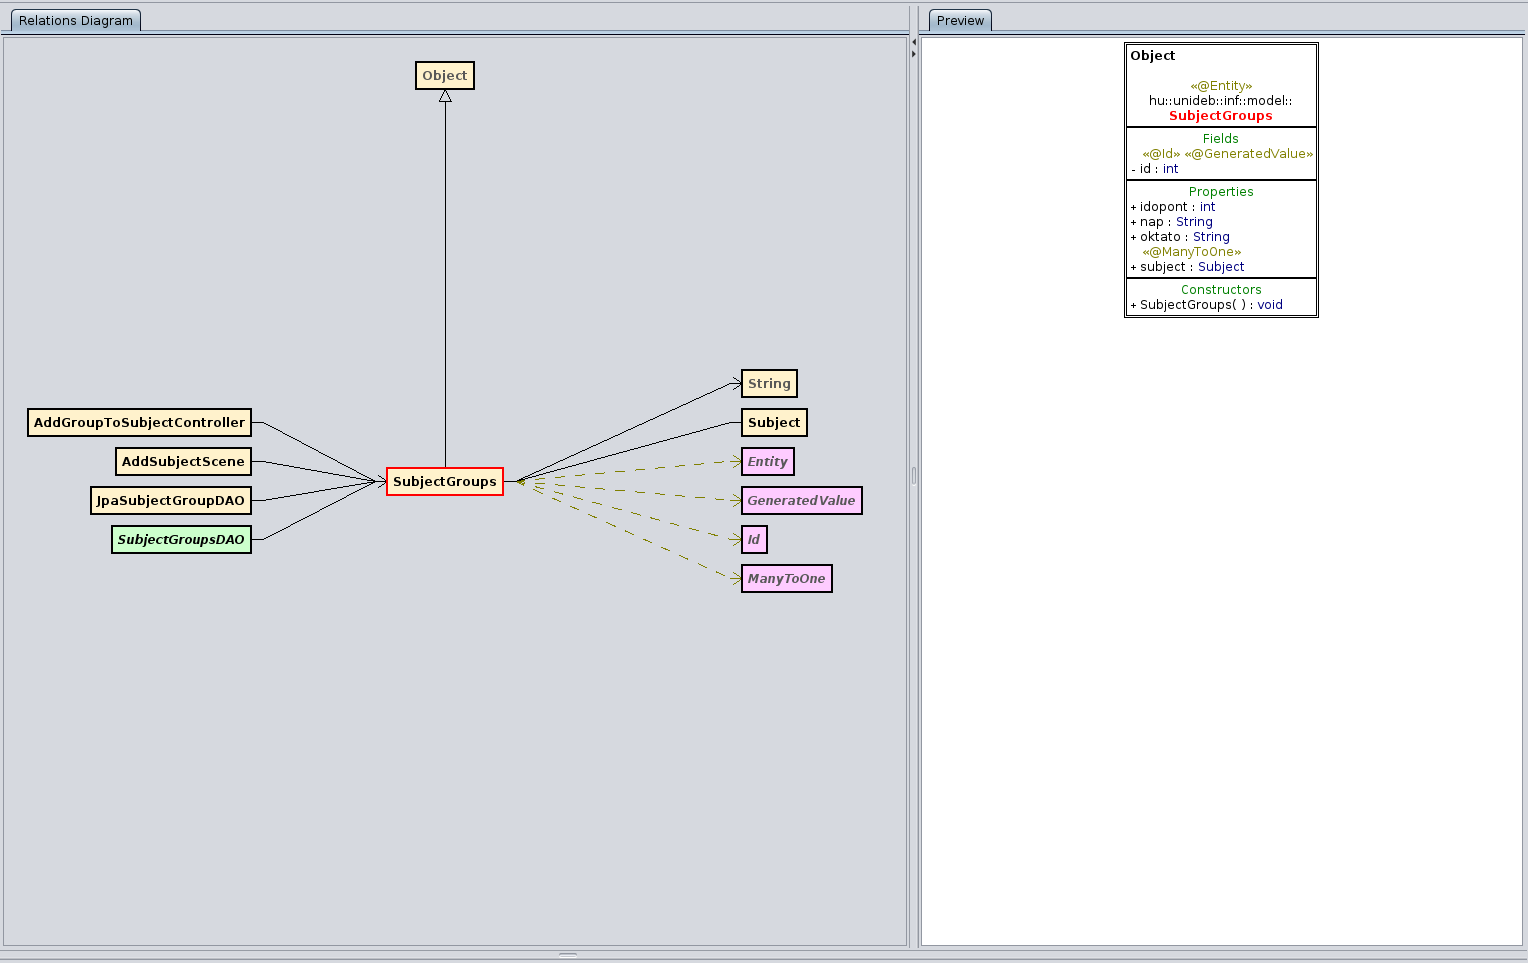 Relations Diagram
Object
AddGroupToSubjectController
AddSubjectScene
JpaSubjectGroupDAO
SubjectGroupsDAO
SubjectGroups
String
Subject
Entity
GeneratedValue
Id
ManyToOne
Preview
Object
«@Entity»
hu::unideb::inf::model::
SubjectGroups
Fields
«@Id» «@GeneratedValue»
- id : int
Properties
+ idopont : int
+ nap : String
+ oktato : String
«@ManyToOne»
+ subject : Subject
Constructors
+ SubjectGroups( ) : void